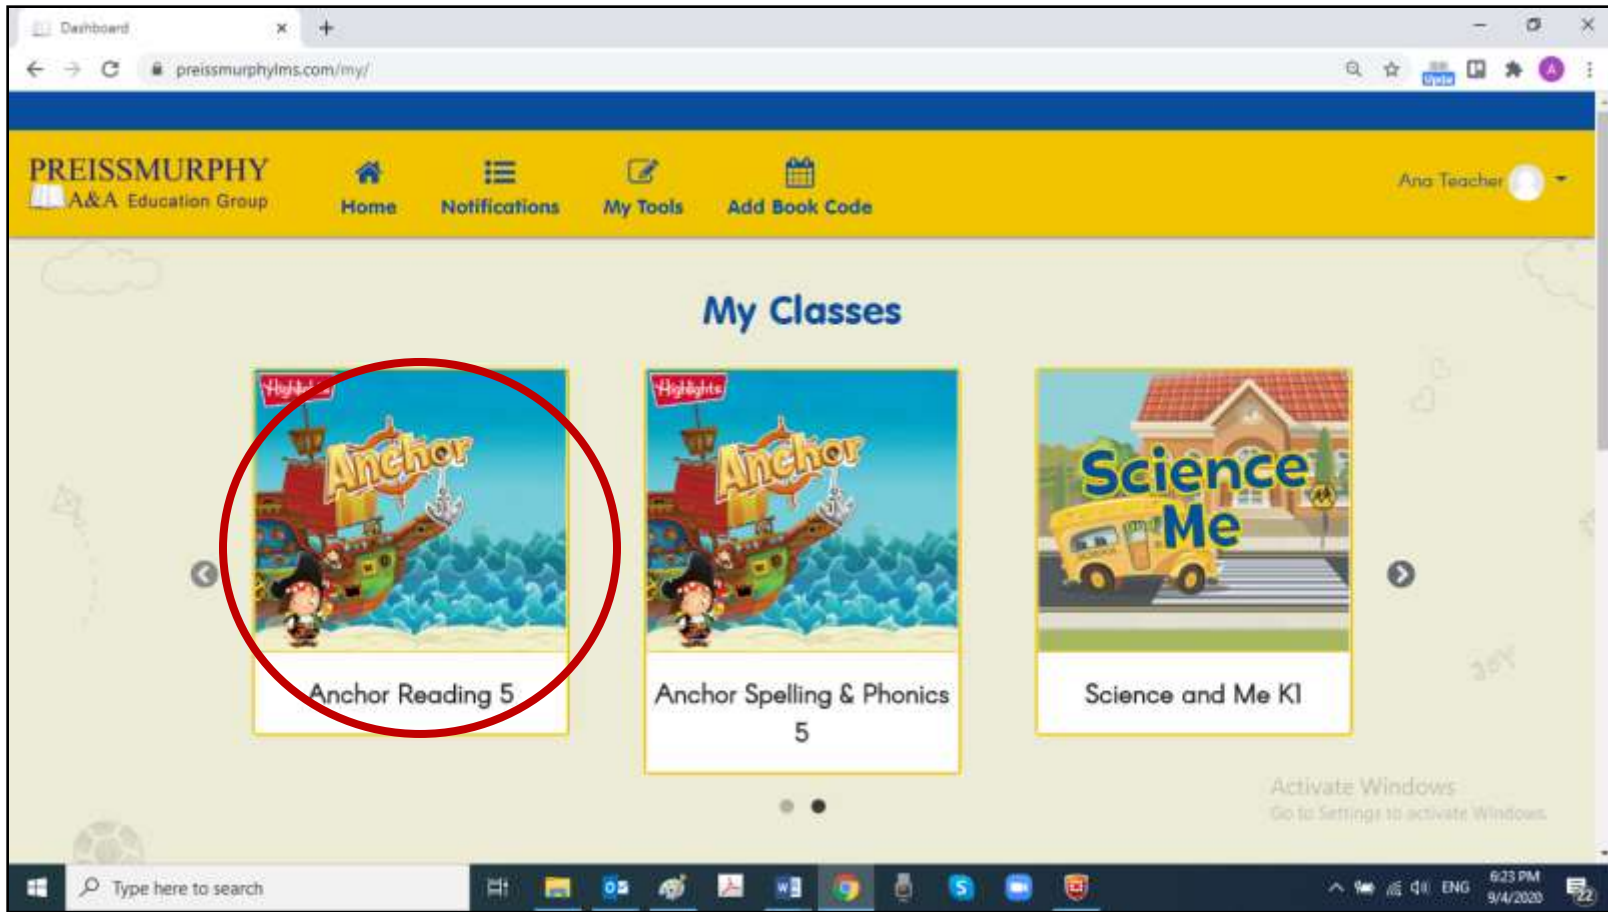 Dashboard
preissmurphylms.com/my/
PREISSMURPHY
A&A Education Group
Home
Notifications
My Tools
Add Book Code
Ana Teacher
My Classes
Highlights
Anchor
Anchor Reading 5
Highlights
Anchor
Anchor Spelling & Phonics
5
Science
Me
Science and Me K1
Activate Windows
Go to Settings to activate Windows.
Type here to search
ENG
6:23 PM
9/4/2020
22